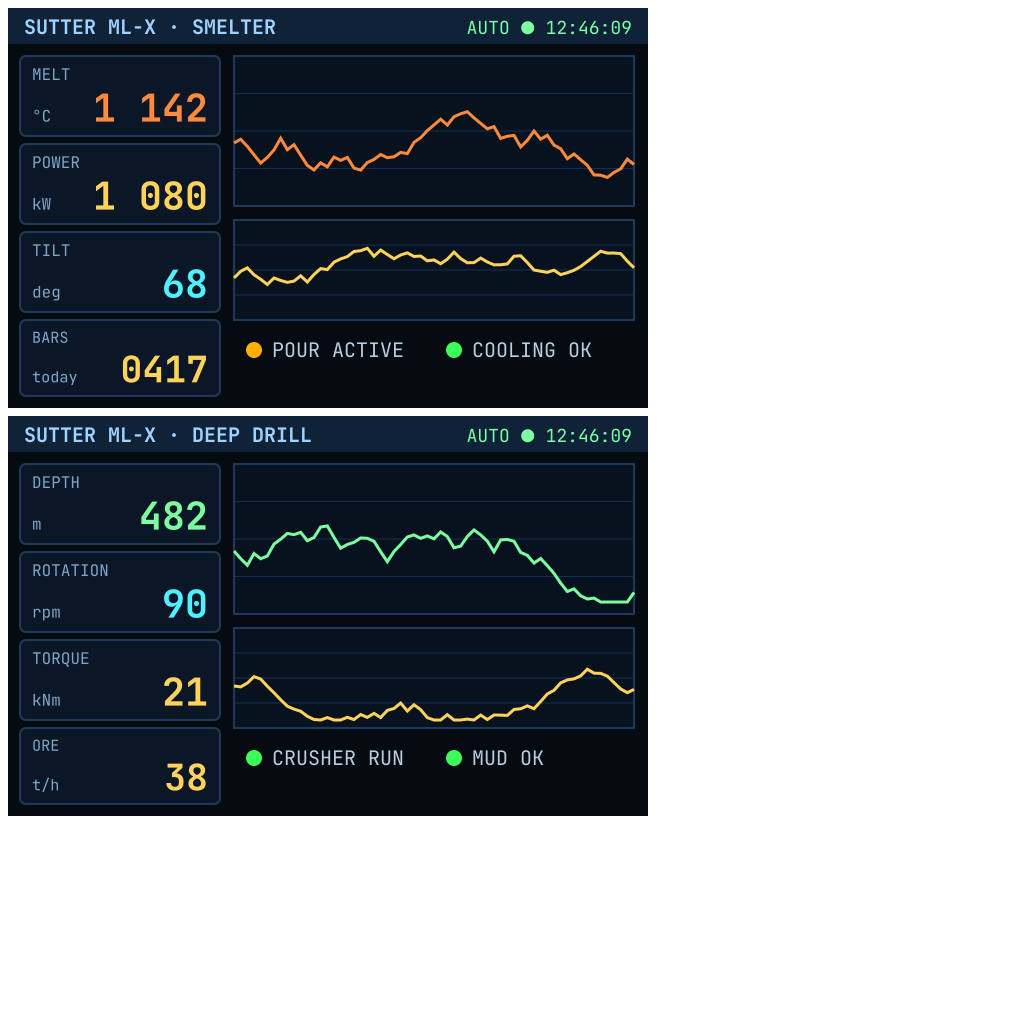 SUTTER ML-X · SMELTER
AUTO ● 12:46:09
MELT
°C 1 142
POWER
kW 1 080
TILT
deg 68
BARS
today 0417
POUR ACTIVE
COOLING OK
SUTTER ML-X · DEEP DRILL
AUTO ● 12:46:09
DEPTH
m 482
ROTATION
rpm 90
TORQUE
kNm 21
ORE
t/h 38
CRUSHER RUN
MUD OK